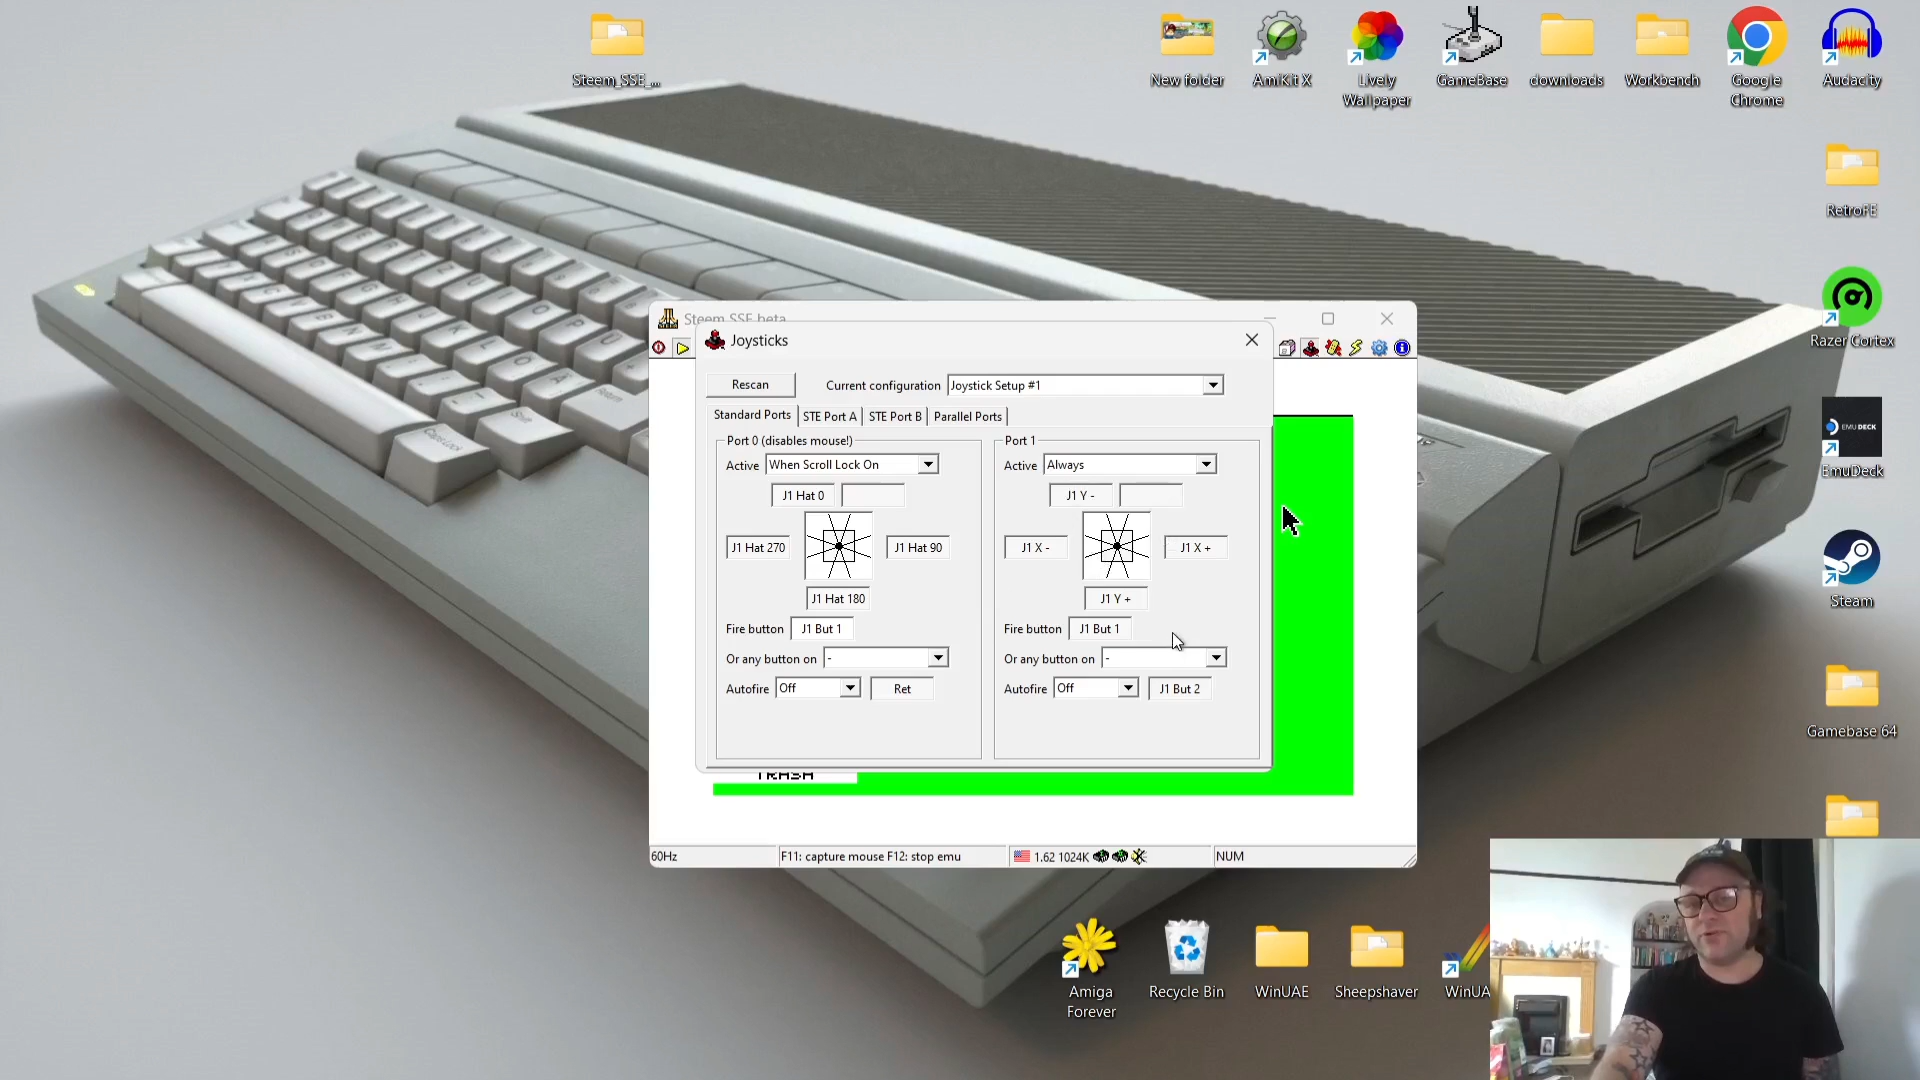 Steem_SSE_...
New folder
AmiKit X
Lively
Wallpaper
GameBase
downloads
Workbench
Google
Chrome
Audacity
RetroFE
Razer Cortex
EMU DECK
EmuDeck
Steam
Gamebase 64
Steem SSE beta
Joysticks
Rescan
Current configuration
Joystick Setup #1
Standard Ports
STE Port A
STE Port B
Parallel Ports
Port 0 (disables mouse!)
Active
When Scroll Lock On
J1 Hat 0
J1 Hat 270
J1 Hat 90
J1 Hat 180
Fire button
J1 But 1
Or any button on
-
Autofire
Off
Ret
Port 1
Active
Always
J1 Y -
J1 X -
J1 X +
J1 Y +
Fire button
J1 But 1
Or any button on
-
Autofire
Off
J1 But 2
TRASH
60Hz
F11: capture mouse F12: stop emu
1.62 1024K
NUM
Amiga
Forever
Recycle Bin
WinUAE
Sheepshaver
WinUA